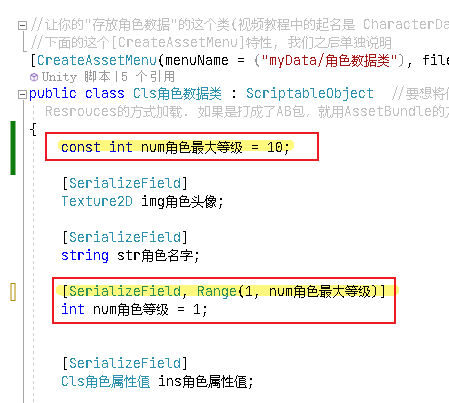 //让你的"存放角色数据"的这个类(视频教程中的起名是 CharacterDa
//下面的这个[CreateAssetMenu]特性, 我们之后单独说明
[CreateAssetMenu(menuName = ("myData/角色数据类"), file
Unity 脚本|5 个引用
public class Cls角色数据类 : ScriptableObject //要想将
Resrouces的方式加载. 如果是打成了AB包, 就用AssetBundle的
{
const int num角色最大等级 = 10;
[SerializeField]
Texture2D img角色头像;
[SerializeField]
string str角色名字;
[SerializeField, Range(1, num角色最大等级)]
int num角色等级 = 1;
[SerializeField]
Cls角色属性值 ins角色属性值;